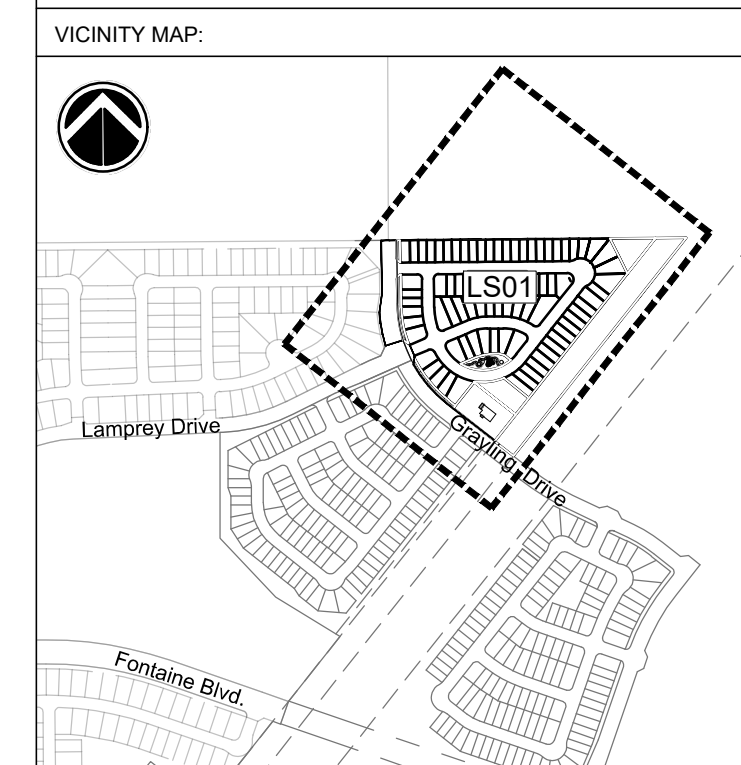 VICINITY MAP:
LS01
Lamprey Drive
Grayling Drive
Fontaine Blvd.